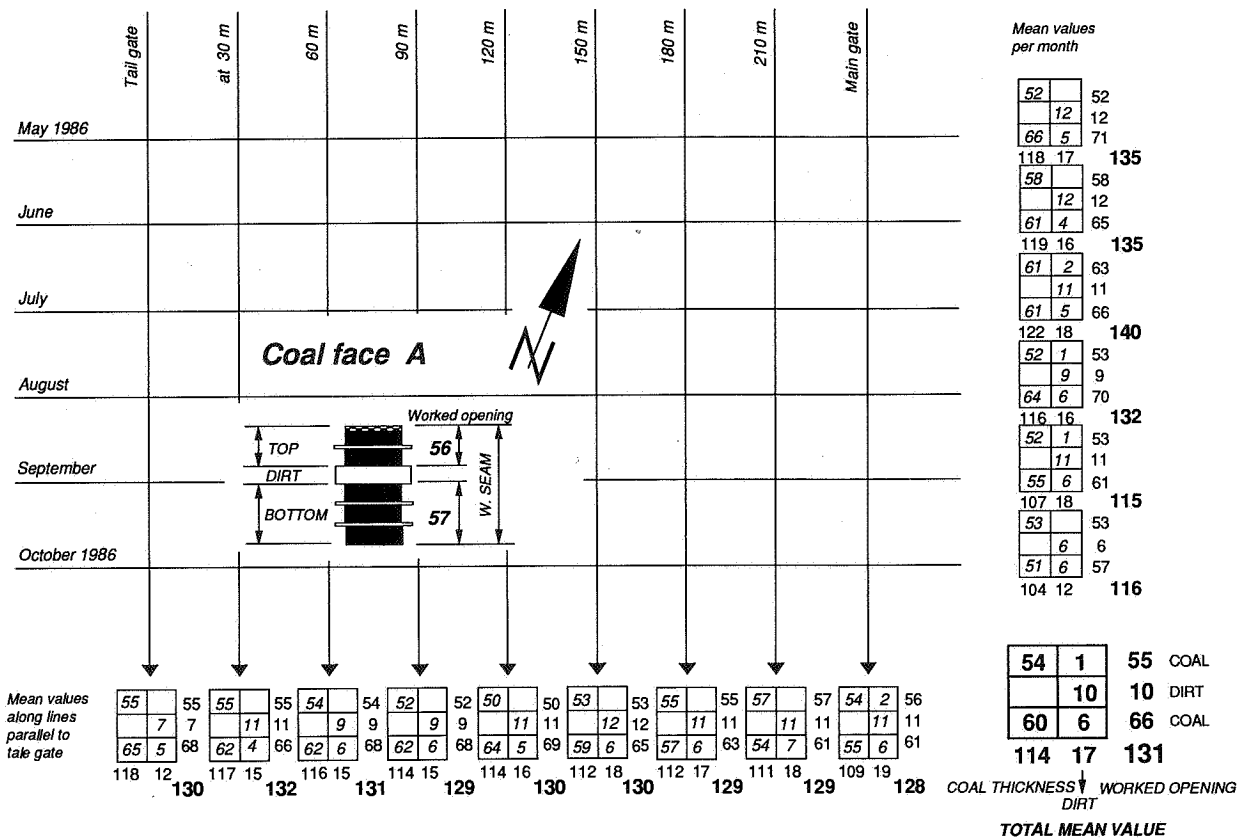 Tail gate
at 30 m
60 m
90 m
120 m
150 m
180 m
210 m
Main gate
May 1986
June
July
August
September
October 1986
Coal face A
N
Worked opening
TOP
DIRT
BOTTOM
56
57
W. SEAM
Mean values
per month
52 52
12 12
66 5 71
118 17 135
58 58
12 12
61 4 65
119 16 135
61 2 63
11 11
61 5 66
122 18 140
52 1 53
9 9
64 6 70
116 16 132
52 1 53
11 11
55 6 61
107 18 115
53 53
6 6
51 6 57
104 12 116
Mean values
along lines
parallel to
tale gate
55 55
7 7
65 5 68
118 12 130
55 55
11 11
62 4 66
117 15 132
54 54
9 9
62 6 68
116 15 131
52 52
9 9
62 6 68
114 15 129
50 50
11 11
64 5 69
114 16 130
53 53
12 12
59 6 65
112 18 130
55 55
11 11
57 6 63
112 17 129
57 57
11 11
54 7 61
111 18 129
54 2 56
11 11
55 6 61
109 19 128
54 1 55 COAL
10 10 DIRT
60 6 66 COAL
114 17 131
COAL THICKNESS WORKED OPENING
DIRT
TOTAL MEAN VALUE